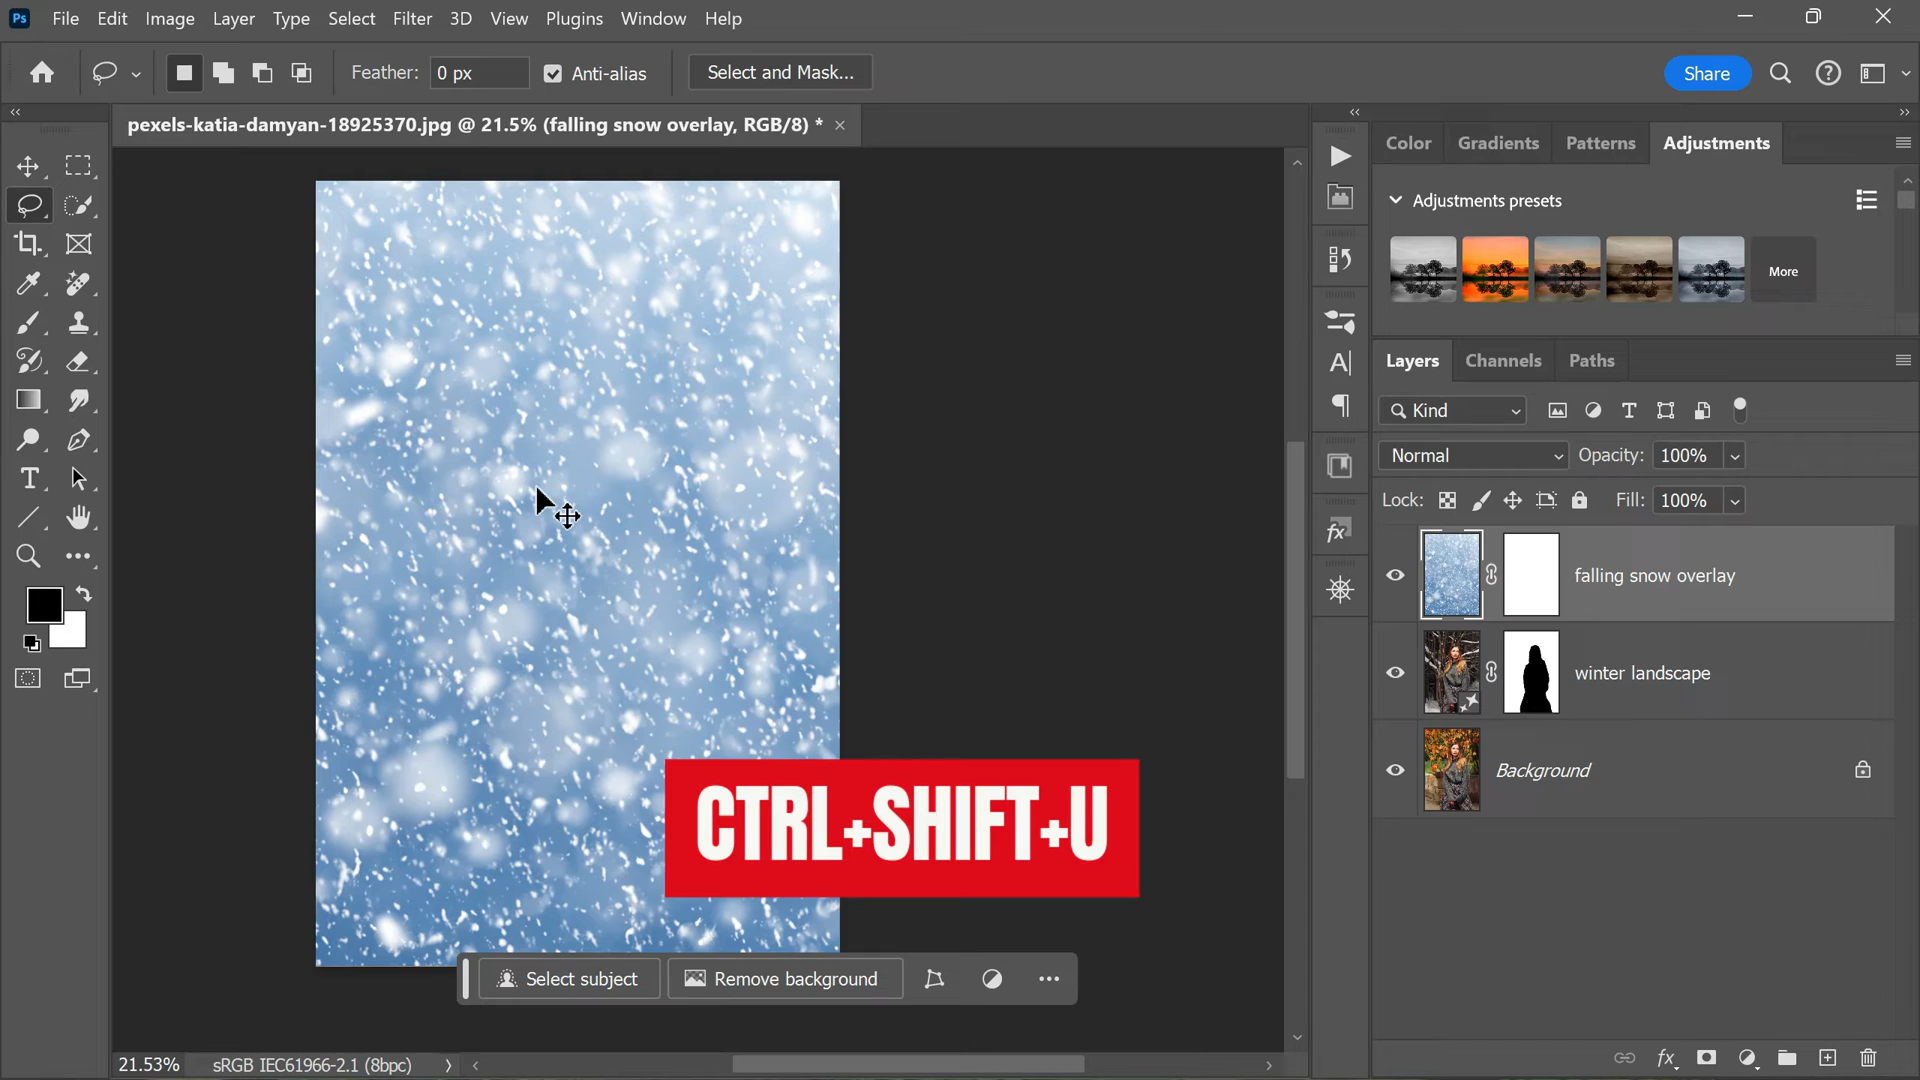 Ps File Edit Image Layer Type Select Filter 3D View Plugins Window Help
Feather: 0 px Anti-alias Select and Mask... Share
pexels-katia-damyan-18925370.jpg @ 21.5% (falling snow overlay, RGB/8) *
Color Gradients Patterns Adjustments
Adjustments presets
More
Layers Channels Paths
Kind
Normal Opacity: 100%
Lock: Fill: 100%
falling snow overlay
winter landscape
Background
CTRL+SHIFT+U
Select subject Remove background
21.53% sRGB IEC61966-2.1 (8bpc)